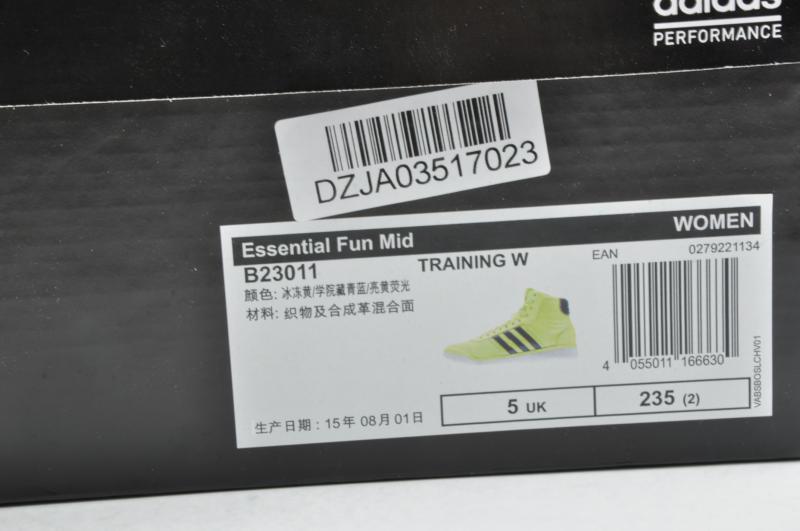 adidas
PERFORMANCE
DZJA03517023
Essential Fun Mid
WOMEN
B23011
TRAINING W
EAN
0279221134
颜色: 冰冻黄/学院藏青蓝/亮黄荧光
材料: 织物及合成革混合面
4 055011 166630
VABSBOSLCHV01
5 UK
235 (2)
生产日期: 15年 08月 01日